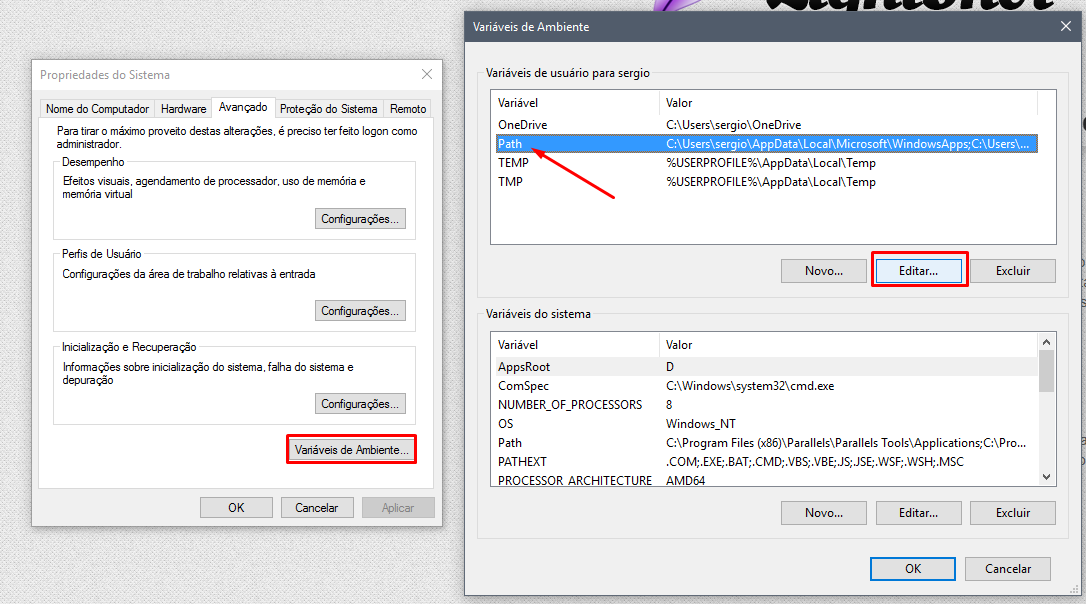 Propriedades do Sistema
Nome do Computador Hardware Avançado Proteção do Sistema Remoto
Para tirar o máximo proveito destas alterações, é preciso ter feito logon como
administrador.
Desempenho
Efeitos visuais, agendamento de processador, uso de memória e
memória virtual
Configurações...
Perfis de Usuário
Configurações da área de trabalho relativas à entrada
Configurações...
Inicialização e Recuperação
Informações sobre inicialização do sistema, falha do sistema e
depuração
Configurações...
Variáveis de Ambiente...
OK Cancelar Aplicar
Variáveis de Ambiente
Variáveis de usuário para sergio
Variável Valor
OneDrive C:\Users\sergio\OneDrive
Path C:\Users\sergio\AppData\Local\Microsoft\WindowsApps;C:\Users\...
TEMP %USERPROFILE%\AppData\Local\Temp
TMP %USERPROFILE%\AppData\Local\Temp
Novo... Editar... Excluir
Variáveis do sistema
Variável Valor
AppsRoot D
ComSpec C:\Windows\system32\cmd.exe
NUMBER_OF_PROCESSORS 8
OS Windows_NT
Path C:\Program Files (x86)\Parallels\Parallels Tools\Applications;C:\Pro...
PATHEXT .COM;.EXE;.BAT;.CMD;.VBS;.VBE;.JS;.JSE;.WSF;.WSH;.MSC
PROCESSOR_ARCHITECTURE AMD64
Novo... Editar... Excluir
OK Cancelar